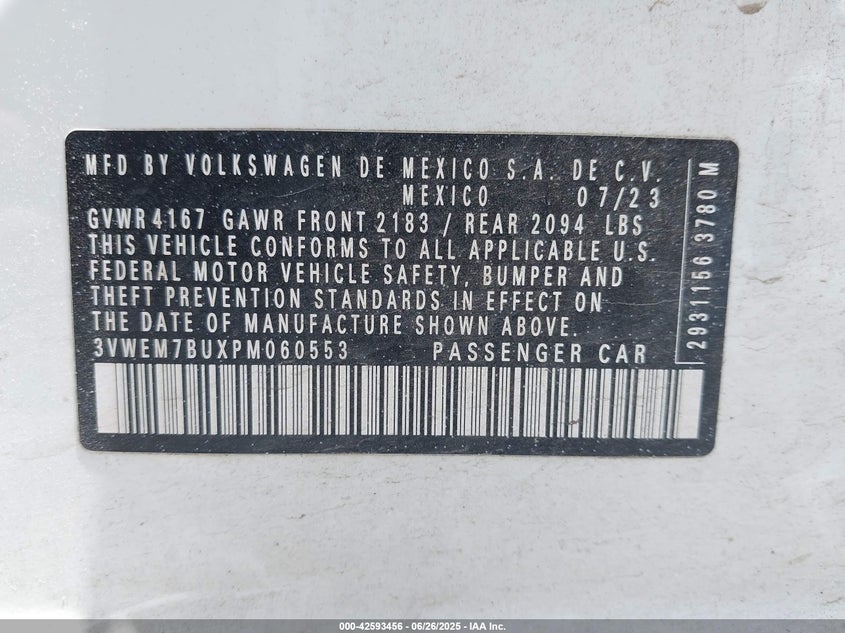 MFD BY VOLKSWAGEN DE MEXICO S.A. DE C.V.
MEXICO 07/23
GVWR 4167 GAWR FRONT 2183 / REAR 2094 LBS
THIS VEHICLE CONFORMS TO ALL APPLICABLE U.S.
FEDERAL MOTOR VEHICLE SAFETY, BUMPER AND
THEFT PREVENTION STANDARDS IN EFFECT ON
THE DATE OF MANUFACTURE SHOWN ABOVE.
3VWEM7BUXPM060553 PASSENGER CAR
2931156 3780 M
000-42593456 - 06/26/2025 - IAA Inc.